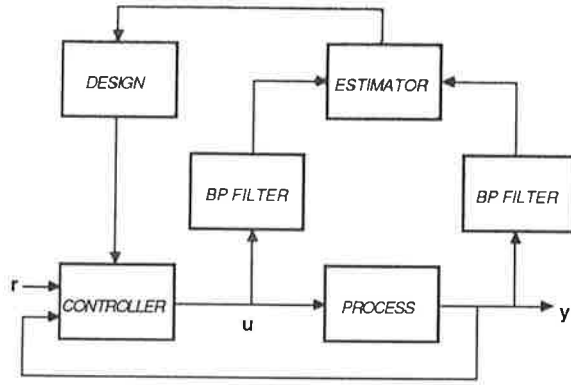 DESIGN
ESTIMATOR
BP FILTER
BP FILTER
r
CONTROLLER
u
PROCESS
y